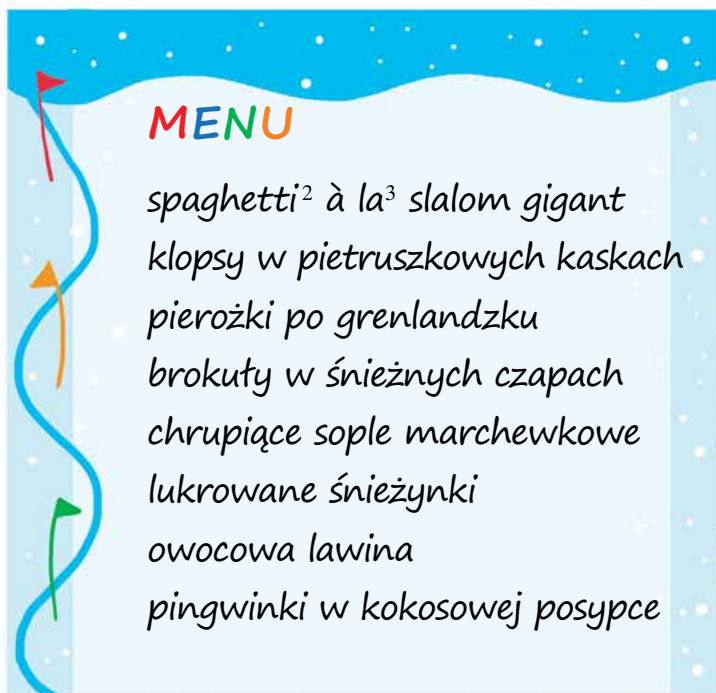 MENU
spaghetti² à la³ slalom gigant
klopsy w pietruszkowych kaskach
pierożki po grenlandzku
brokuły w śnieżnych czapach
chrupiące sople marchewkowe
lukrowane śnieżynki
owocowa lawina
pingwinki w kokosowej posypce